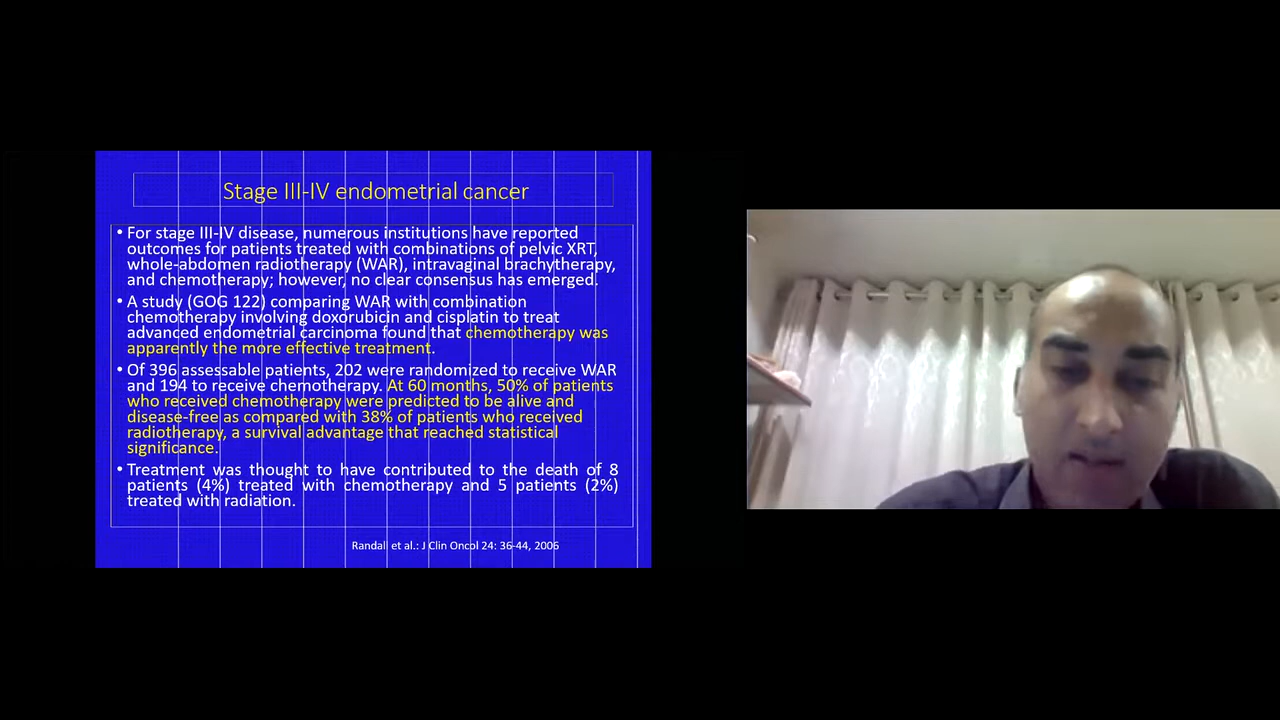 Stage III-IV endometrial cancer
• For stage III-IV disease, numerous institutions have reported
outcomes for patients treated with combinations of pelvic XRT,
whole-abdomen radiotherapy (WAR), intravaginal brachytherapy,
and chemotherapy; however, no clear consensus has emerged.
• A study (GOG 122) comparing WAR with combination
chemotherapy involving doxorubicin and cisplatin to treat
advanced endometrial carcinoma found that chemotherapy was
apparently the more effective treatment.
• Of 396 assessable patients, 202 were randomized to receive WAR
and 194 to receive chemotherapy. At 60 months, 50% of patients
who received chemotherapy were predicted to be alive and
disease-free as compared with 38% of patients who received
radiotherapy, a survival advantage that reached statistical
significance.
• Treatment was thought to have contributed to the death of 8
patients (4%) treated with chemotherapy and 5 patients (2%)
treated with radiation.
Randall et al.: J Clin Oncol 24: 36-44, 2006